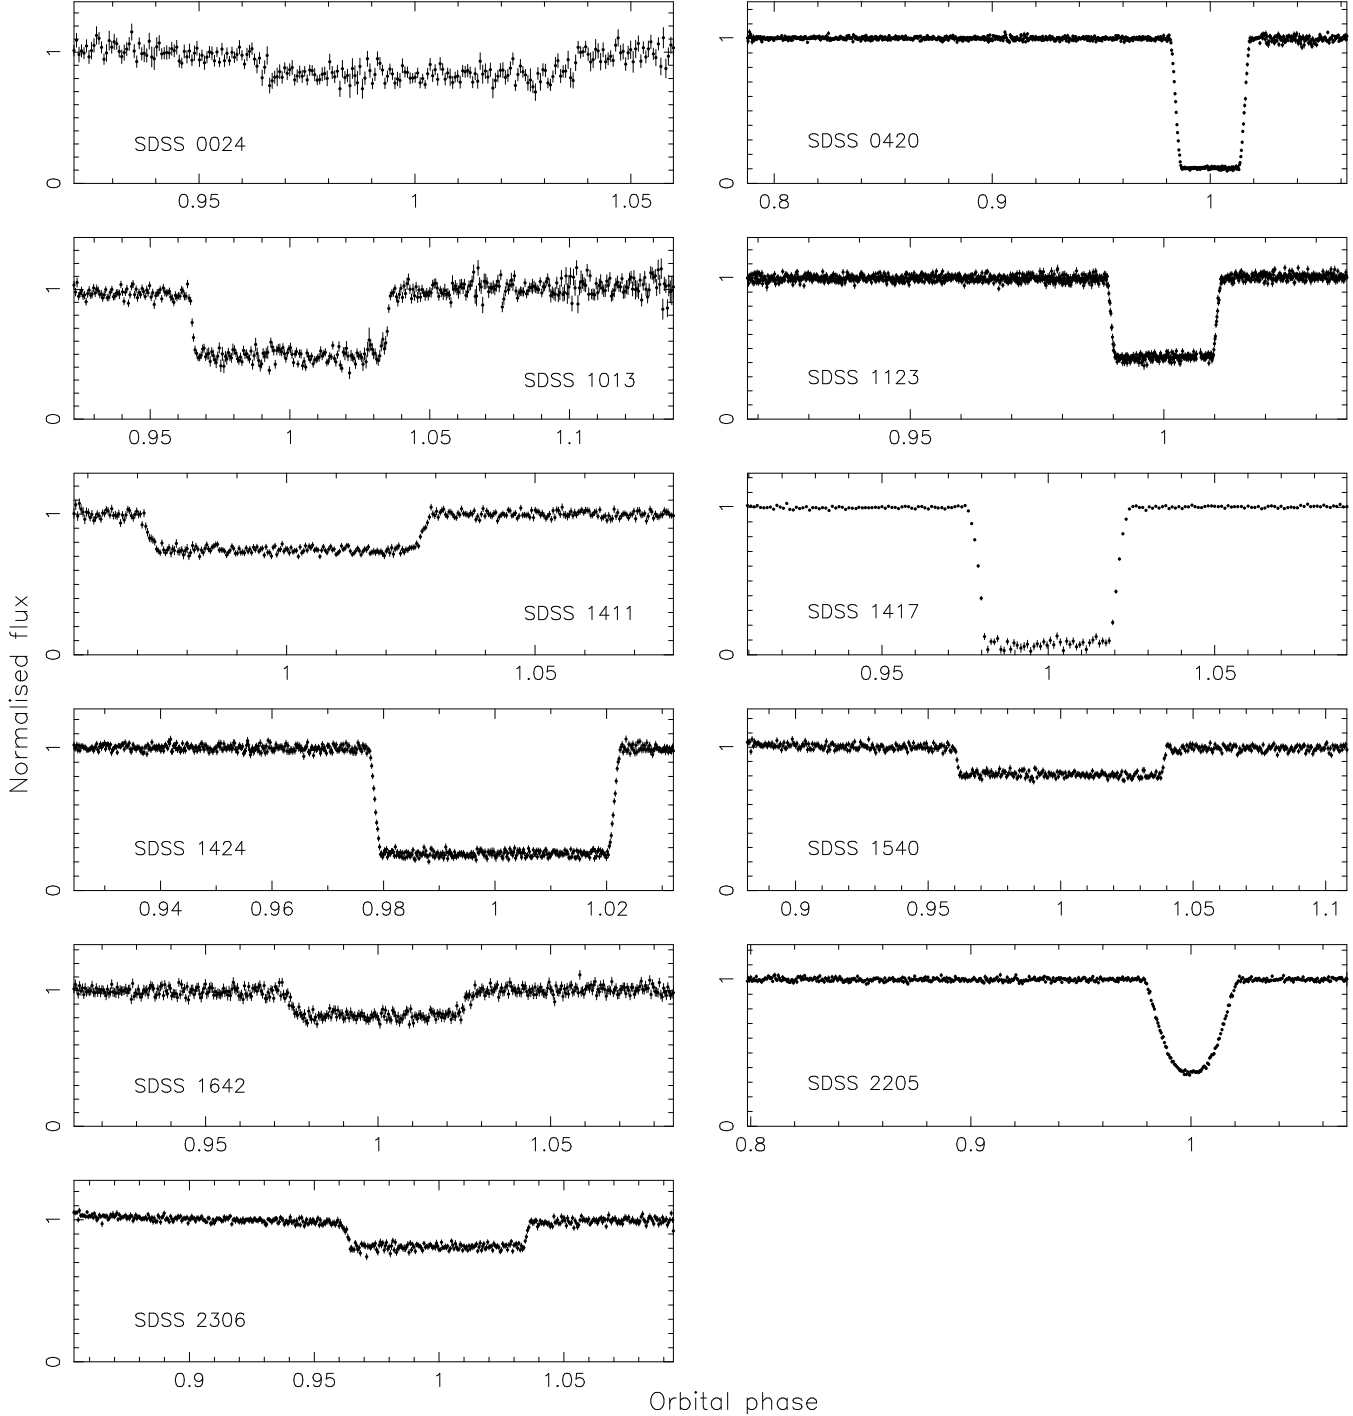 1
0
SDSS 0024
0.95 1 1.05
1
0
SDSS 0420
0.8 0.9 1
1
0
SDSS 1013
0.95 1 1.05 1.1
1
0
SDSS 1123
0.95 1
1
0
SDSS 1411
1 1.05
1
0
SDSS 1417
0.95 1 1.05
Normalised flux
1
0
SDSS 1424
0.94 0.96 0.98 1 1.02
1
0
SDSS 1540
0.9 0.95 1 1.05 1.1
1
0
SDSS 1642
0.95 1 1.05
1
0
SDSS 2205
0.8 0.9 1
1
0
SDSS 2306
0.9 0.95 1 1.05
Orbital phase